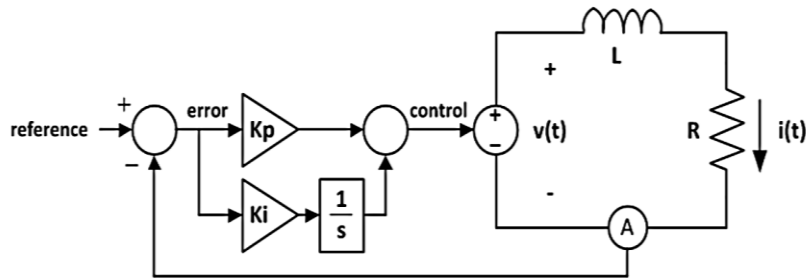 L
+
R
i(t)
+
error
control
reference
Kp
+
−
v(t)
−
Ki
1
s
-
A